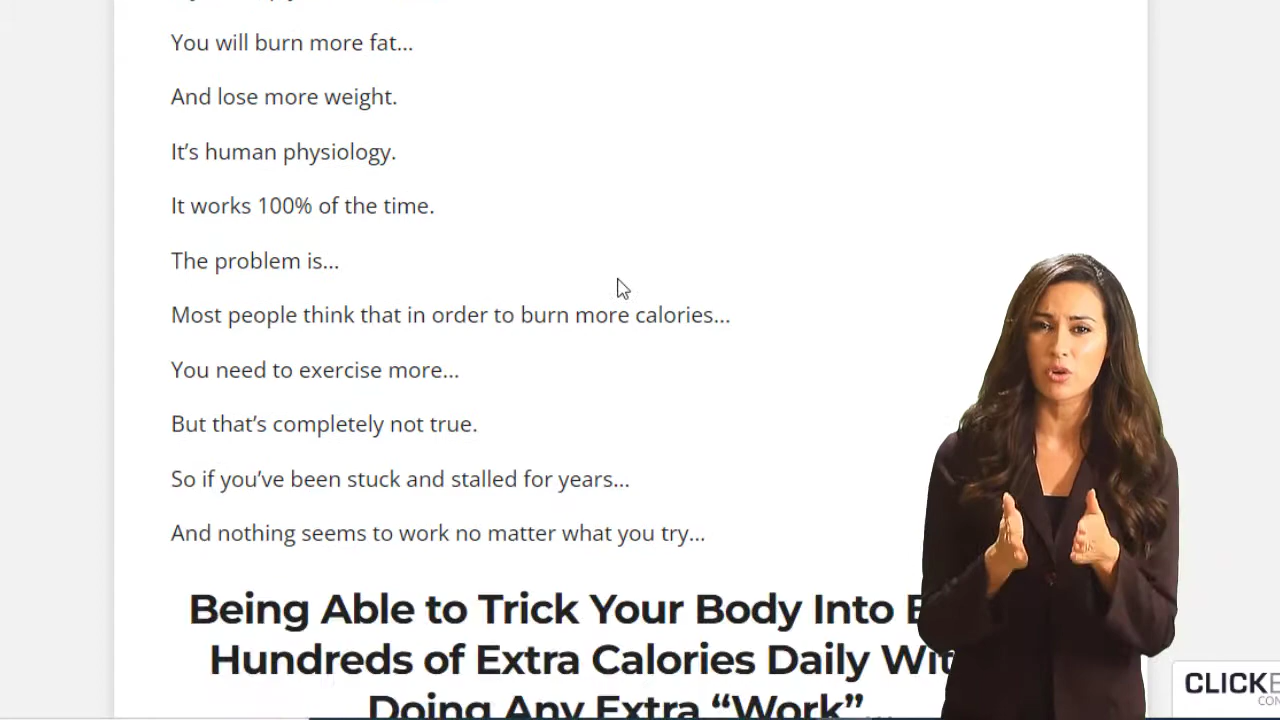 You will burn more fat...
And lose more weight.
It’s human physiology.
It works 100% of the time.
The problem is...
Most people think that in order to burn more calories...
You need to exercise more...
But that’s completely not true.
So if you’ve been stuck and stalled for years...
And nothing seems to work no matter what you try...
Being Able to Trick Your Body Into
Hundreds of Extra Calories Daily
Doing Any Extra “Work”...